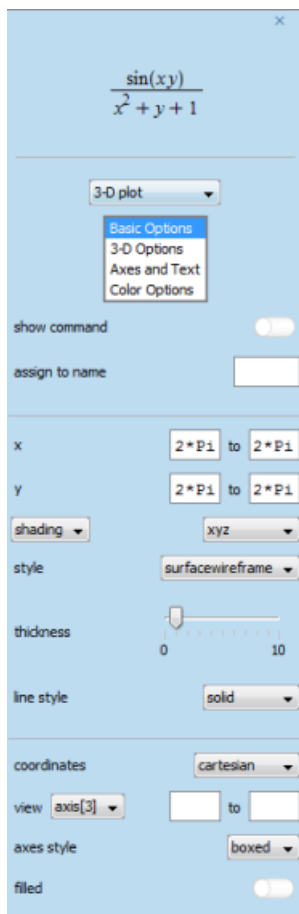 ×
sin(xy)
x² + y + 1
3-D plot
Basic Options
3-D Options
Axes and Text
Color Options
show command
assign to name
x 2*Pi to 2*Pi
y 2*Pi to 2*Pi
shading xyz
style surfacewireframe
thickness
0 10
line style solid
coordinates cartesian
view axis[3] to
axes style boxed
filled